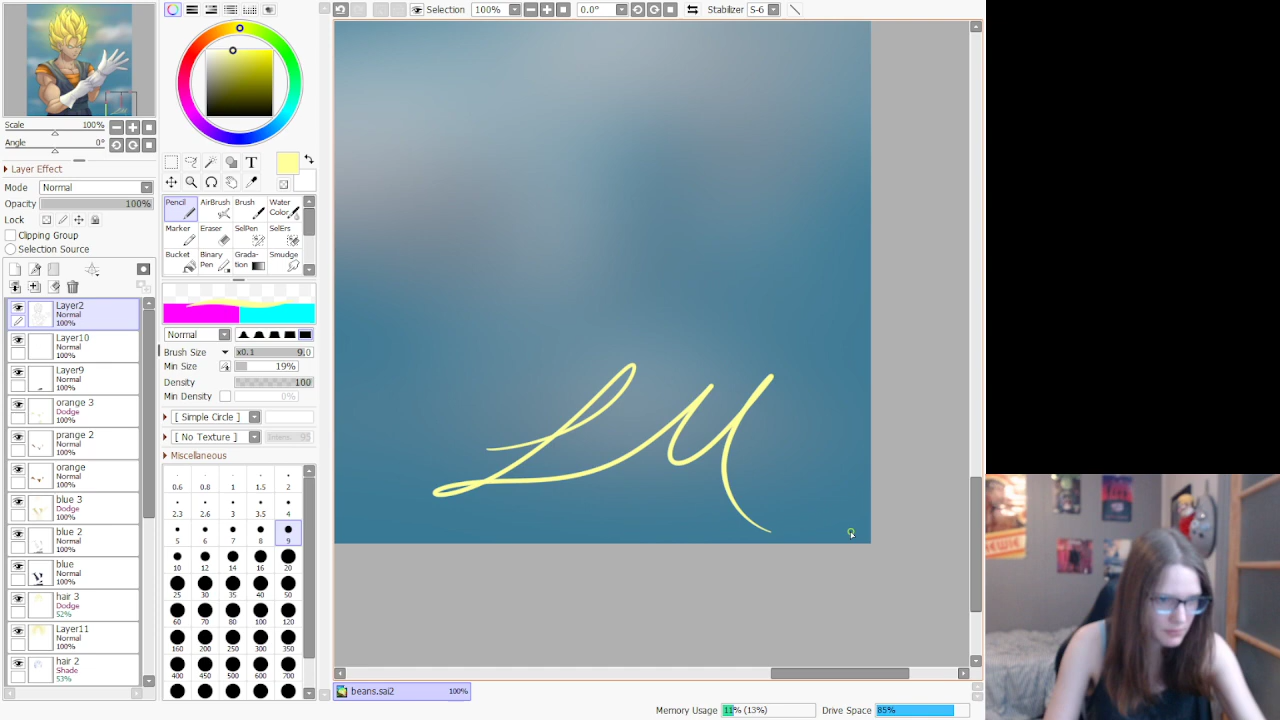 Selection 100% 0.0° Stabilizer S-6
Scale 100%
Angle 0°
Layer Effect
Mode Normal
Opacity 100%
Lock
Clipping Group
Selection Source
Layer2
Normal
100%
Layer10
Normal
100%
Layer9
Normal
100%
orange 3
Dodge
100%
prange 2
Normal
100%
orange
Normal
100%
blue 3
Dodge
100%
blue 2
Normal
100%
blue
Normal
100%
hair 3
Dodge
52%
Layer11
Normal
100%
hair 2
Shade
53%
T
Pencil AirBrush Brush Water Color
Marker Eraser SelPen SelErs
Bucket Binary Pen Grada-tion Smudge
Normal
Brush Size x0.1 9.0
Min Size 19%
Density 100
Min Density 0%
[ Simple Circle ]
[ No Texture ] Intens. 95
Miscellaneous
0.6 0.8 1 1.5 2
2.3 2.6 3 3.5 4
5 6 7 8 9
10 12 14 16 20
25 30 35 40 50
60 70 80 100 120
160 200 250 300 350
400 450 500 600 700
LM
beans.sai2 100%
Memory Usage 11% (13%) Drive Space 85%